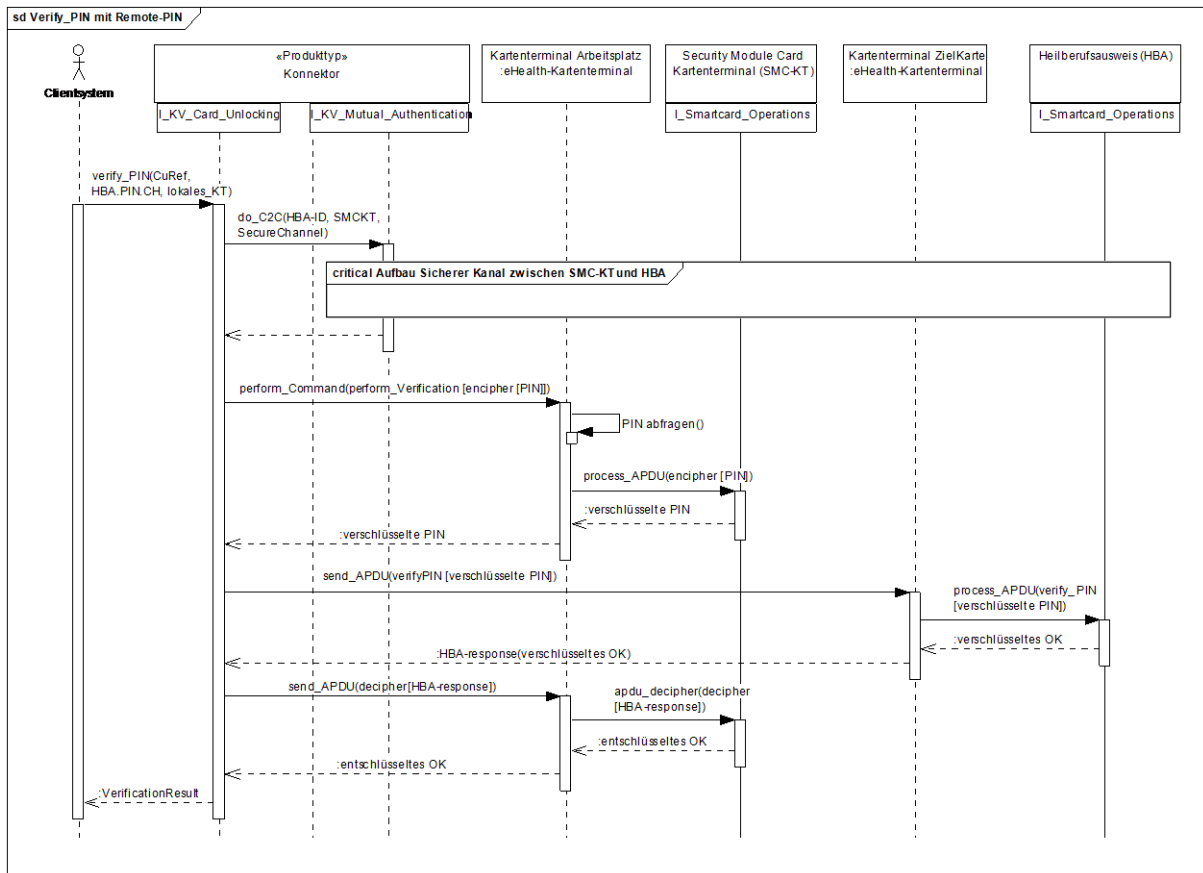 sd Verify_PIN mit Remote-PIN
Clientsystem
«Produkttyp»
Konnektor
I_KV_Card_Unlocking
I_KV_Mutual_Authentication
Kartenterminal Arbeitsplatz
:eHealth-Kartenterminal
Security Module Card
Kartenterminal (SMC-KT)
I_Smartcard_Operations
Kartenterminal ZielKarte
:eHealth-Kartenterminal
Heilberufsausweis (HBA)
I_Smartcard_Operations
verify_PIN(CuRef,
HBA.PIN.CH, lokales_KT)
do_C2C(HBA-ID, SMCKT,
SecureChannel)
critical Aufbau Sicherer Kanal zwischen SMC-KT und HBA
perform_Command(perform_Verification [encipher [PIN]])
PIN abfragen()
process_APDU(encipher [PIN])
:verschlüsselte PIN
:verschlüsselte PIN
send_APDU(verifyPIN [verschlüsselte PIN])
process_APDU(verify_PIN
[verschlüsselte PIN])
:verschlüsseltes OK
:HBA-response(verschlüsseltes OK)
send_APDU(decipher[HBA-response])
apdu_decipher(decipher
[HBA-response])
:entschlüsseltes OK
:entschlüsseltes OK
:VerificationResult